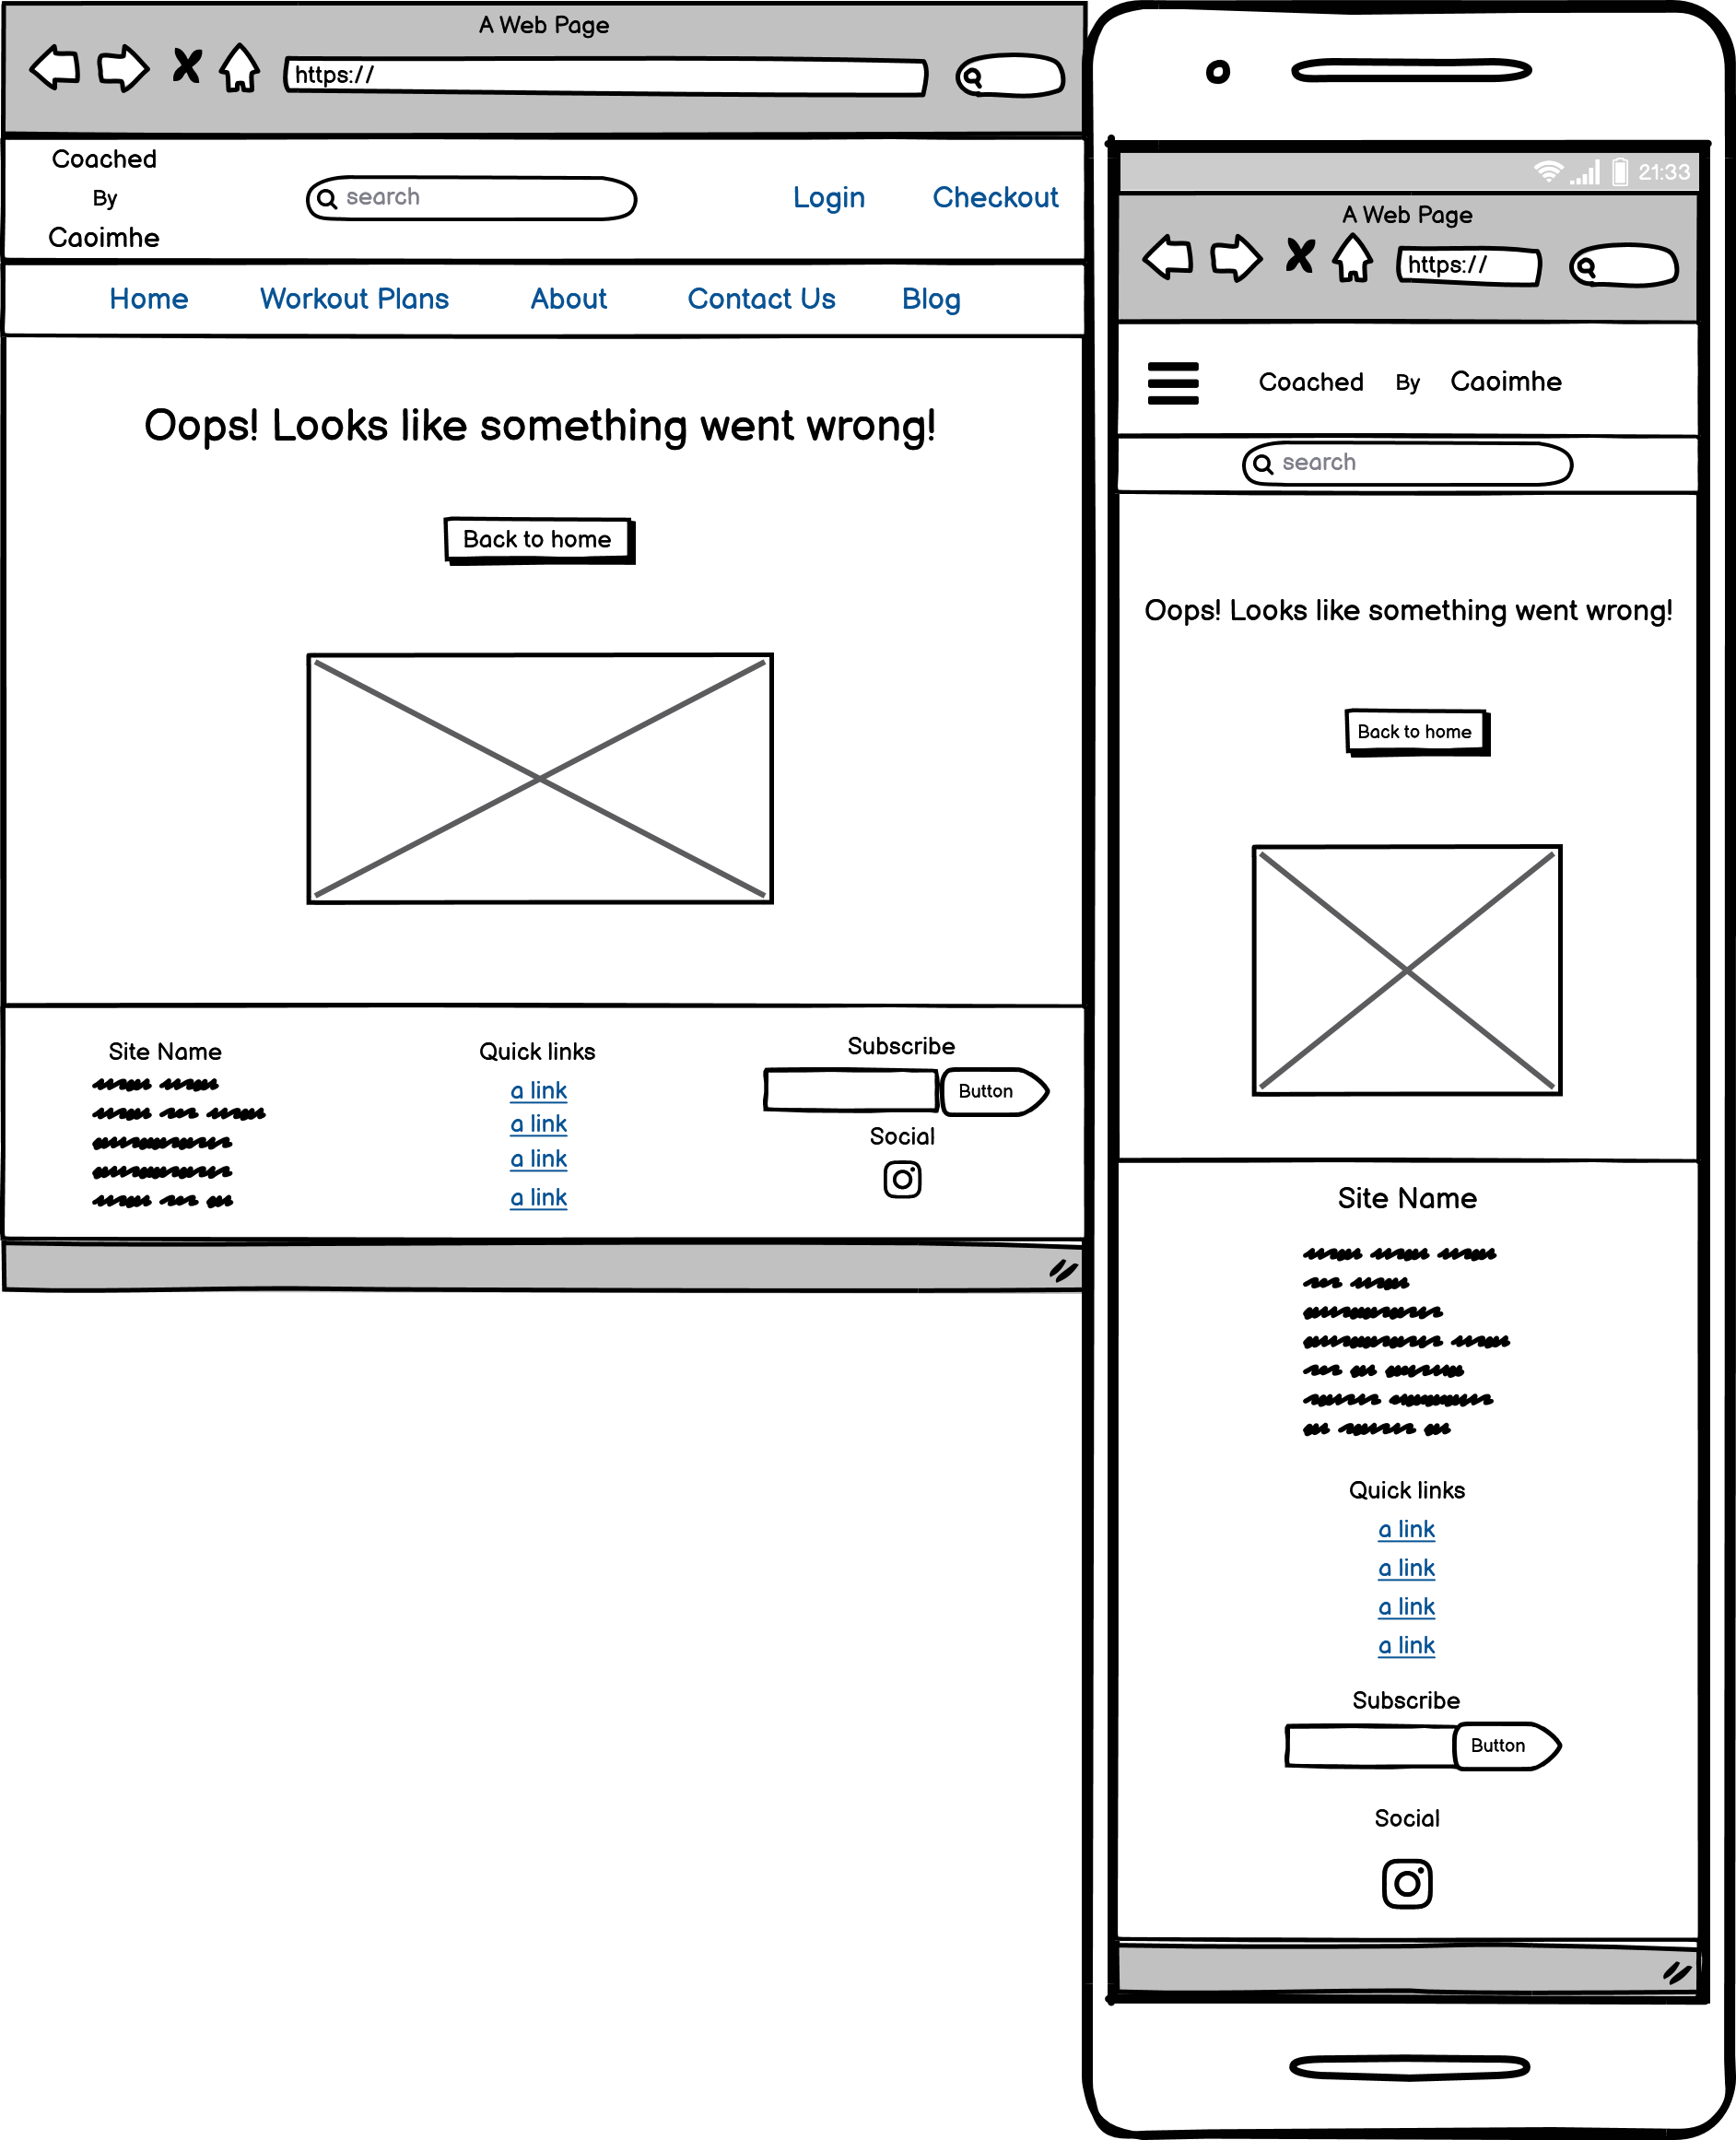 A Web Page
https://
Coached
By
Caoimhe
search
Login
Checkout
Home
Workout Plans
About
Contact Us
Blog
Oops! Looks like something went wrong!
Back to home
Site Name
Quick links
a link
a link
a link
a link
Subscribe
Button
Social
21:33
A Web Page
https://
Coached By Caoimhe
search
Oops! Looks like something went wrong!
Back to home
Site Name
Quick links
a link
a link
a link
a link
Subscribe
Button
Social